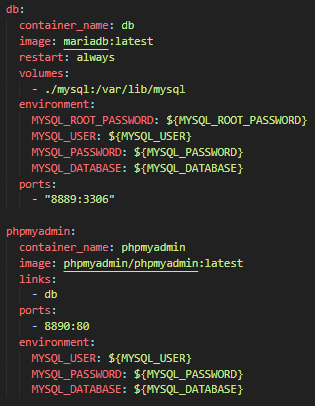 db:
  container_name: db
  image: mariadb:latest
  restart: always
  volumes:
    - ./mysql:/var/lib/mysql
  environment:
    MYSQL_ROOT_PASSWORD: ${MYSQL_ROOT_PASSWORD}
    MYSQL_USER: ${MYSQL_USER}
    MYSQL_PASSWORD: ${MYSQL_PASSWORD}
    MYSQL_DATABASE: ${MYSQL_DATABASE}
  ports:
    - "8889:3306"

phpmyadmin:
  container_name: phpmyadmin
  image: phpmyadmin/phpmyadmin:latest
  links:
    - db
  ports:
    - 8890:80
  environment:
    MYSQL_USER: ${MYSQL_USER}
    MYSQL_PASSWORD: ${MYSQL_PASSWORD}
    MYSQL_DATABASE: ${MYSQL_DATABASE}